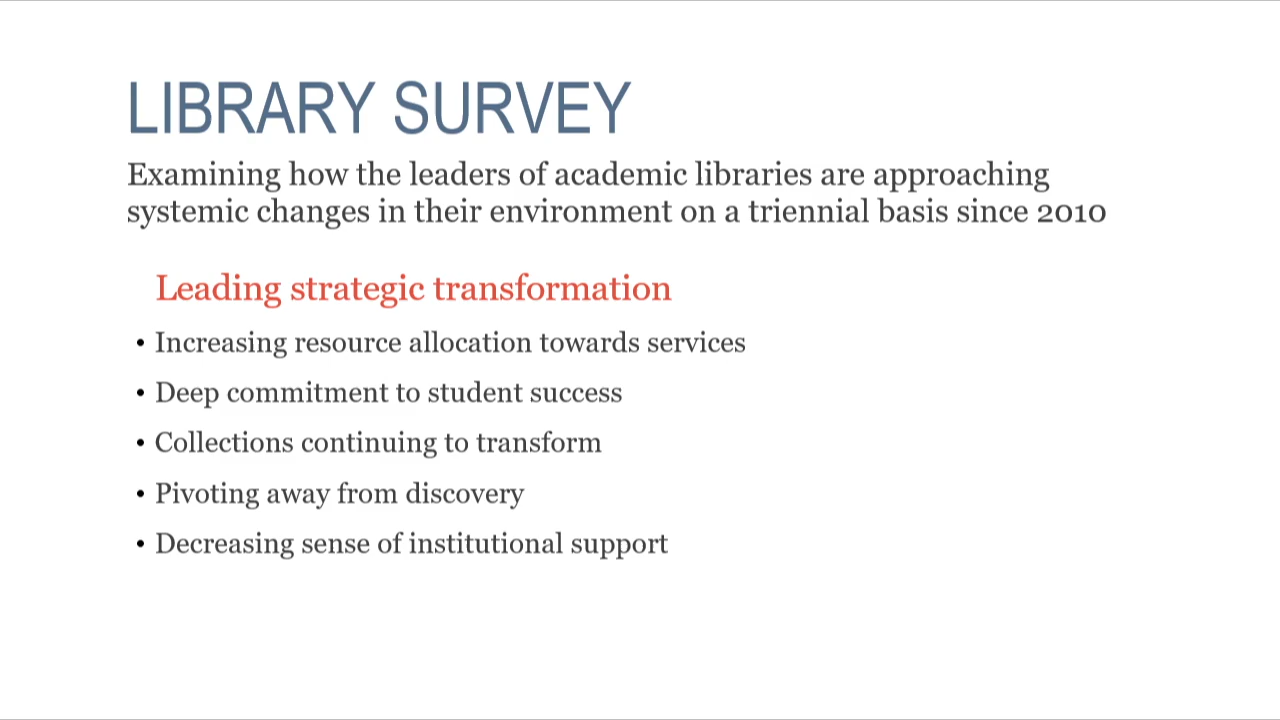 LIBRARY SURVEY
Examining how the leaders of academic libraries are approaching
systemic changes in their environment on a triennial basis since 2010
Leading strategic transformation
• Increasing resource allocation towards services
• Deep commitment to student success
• Collections continuing to transform
• Pivoting away from discovery
• Decreasing sense of institutional support